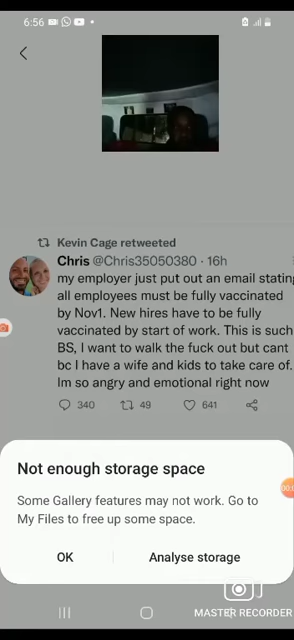 6:56
Kevin Cage retweeted
Chris @Chris35050380 · 16h
my employer just put out an email stating
all employees must be fully vaccinated
by Nov1. New hires have to be fully
vaccinated by start of work. This is such
BS, I want to walk the fuck out but cant
bc I have a wife and kids to take care of.
Im so angry and emotional right now
340 49 641
Not enough storage space
Some Gallery features may not work. Go to
My Files to free up some space.
OK Analyse storage
MASTER RECORDER